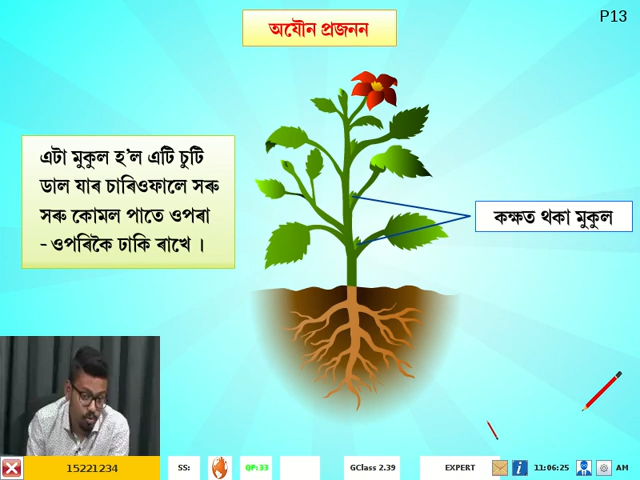 P13
অযৌন প্ৰজনন
এটা মুকুল হ'ল এটি চুটি
ডাল যাৰ চাৰিওফালে সৰু
সৰু কোমল পাতে ওপৰা
- ওপৰিকৈ ঢাকি ৰাখে ।
কক্ষত থকা মুকুল
15221234
SS:
QP:33
GClass 2.39
EXPERT
11:06:25
AM